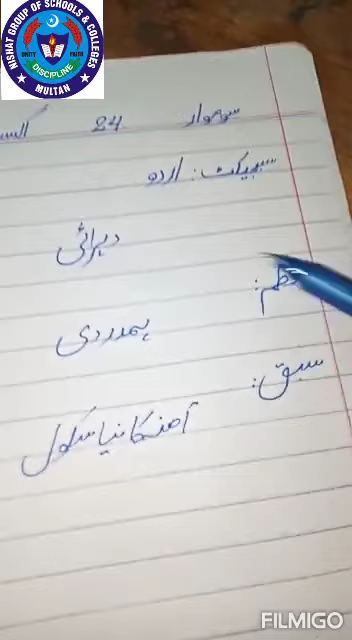 NISHAT GROUP OF SCHOOLS & COLLEGES
UNITY
FAITH
DISCIPLINE
MULTAN
سوموار 24
سبجیکٹ: اردو
دہرائی
نظم:
ہمدردی
سبق:
آمنہ کا نیا سکول
FILMIGO